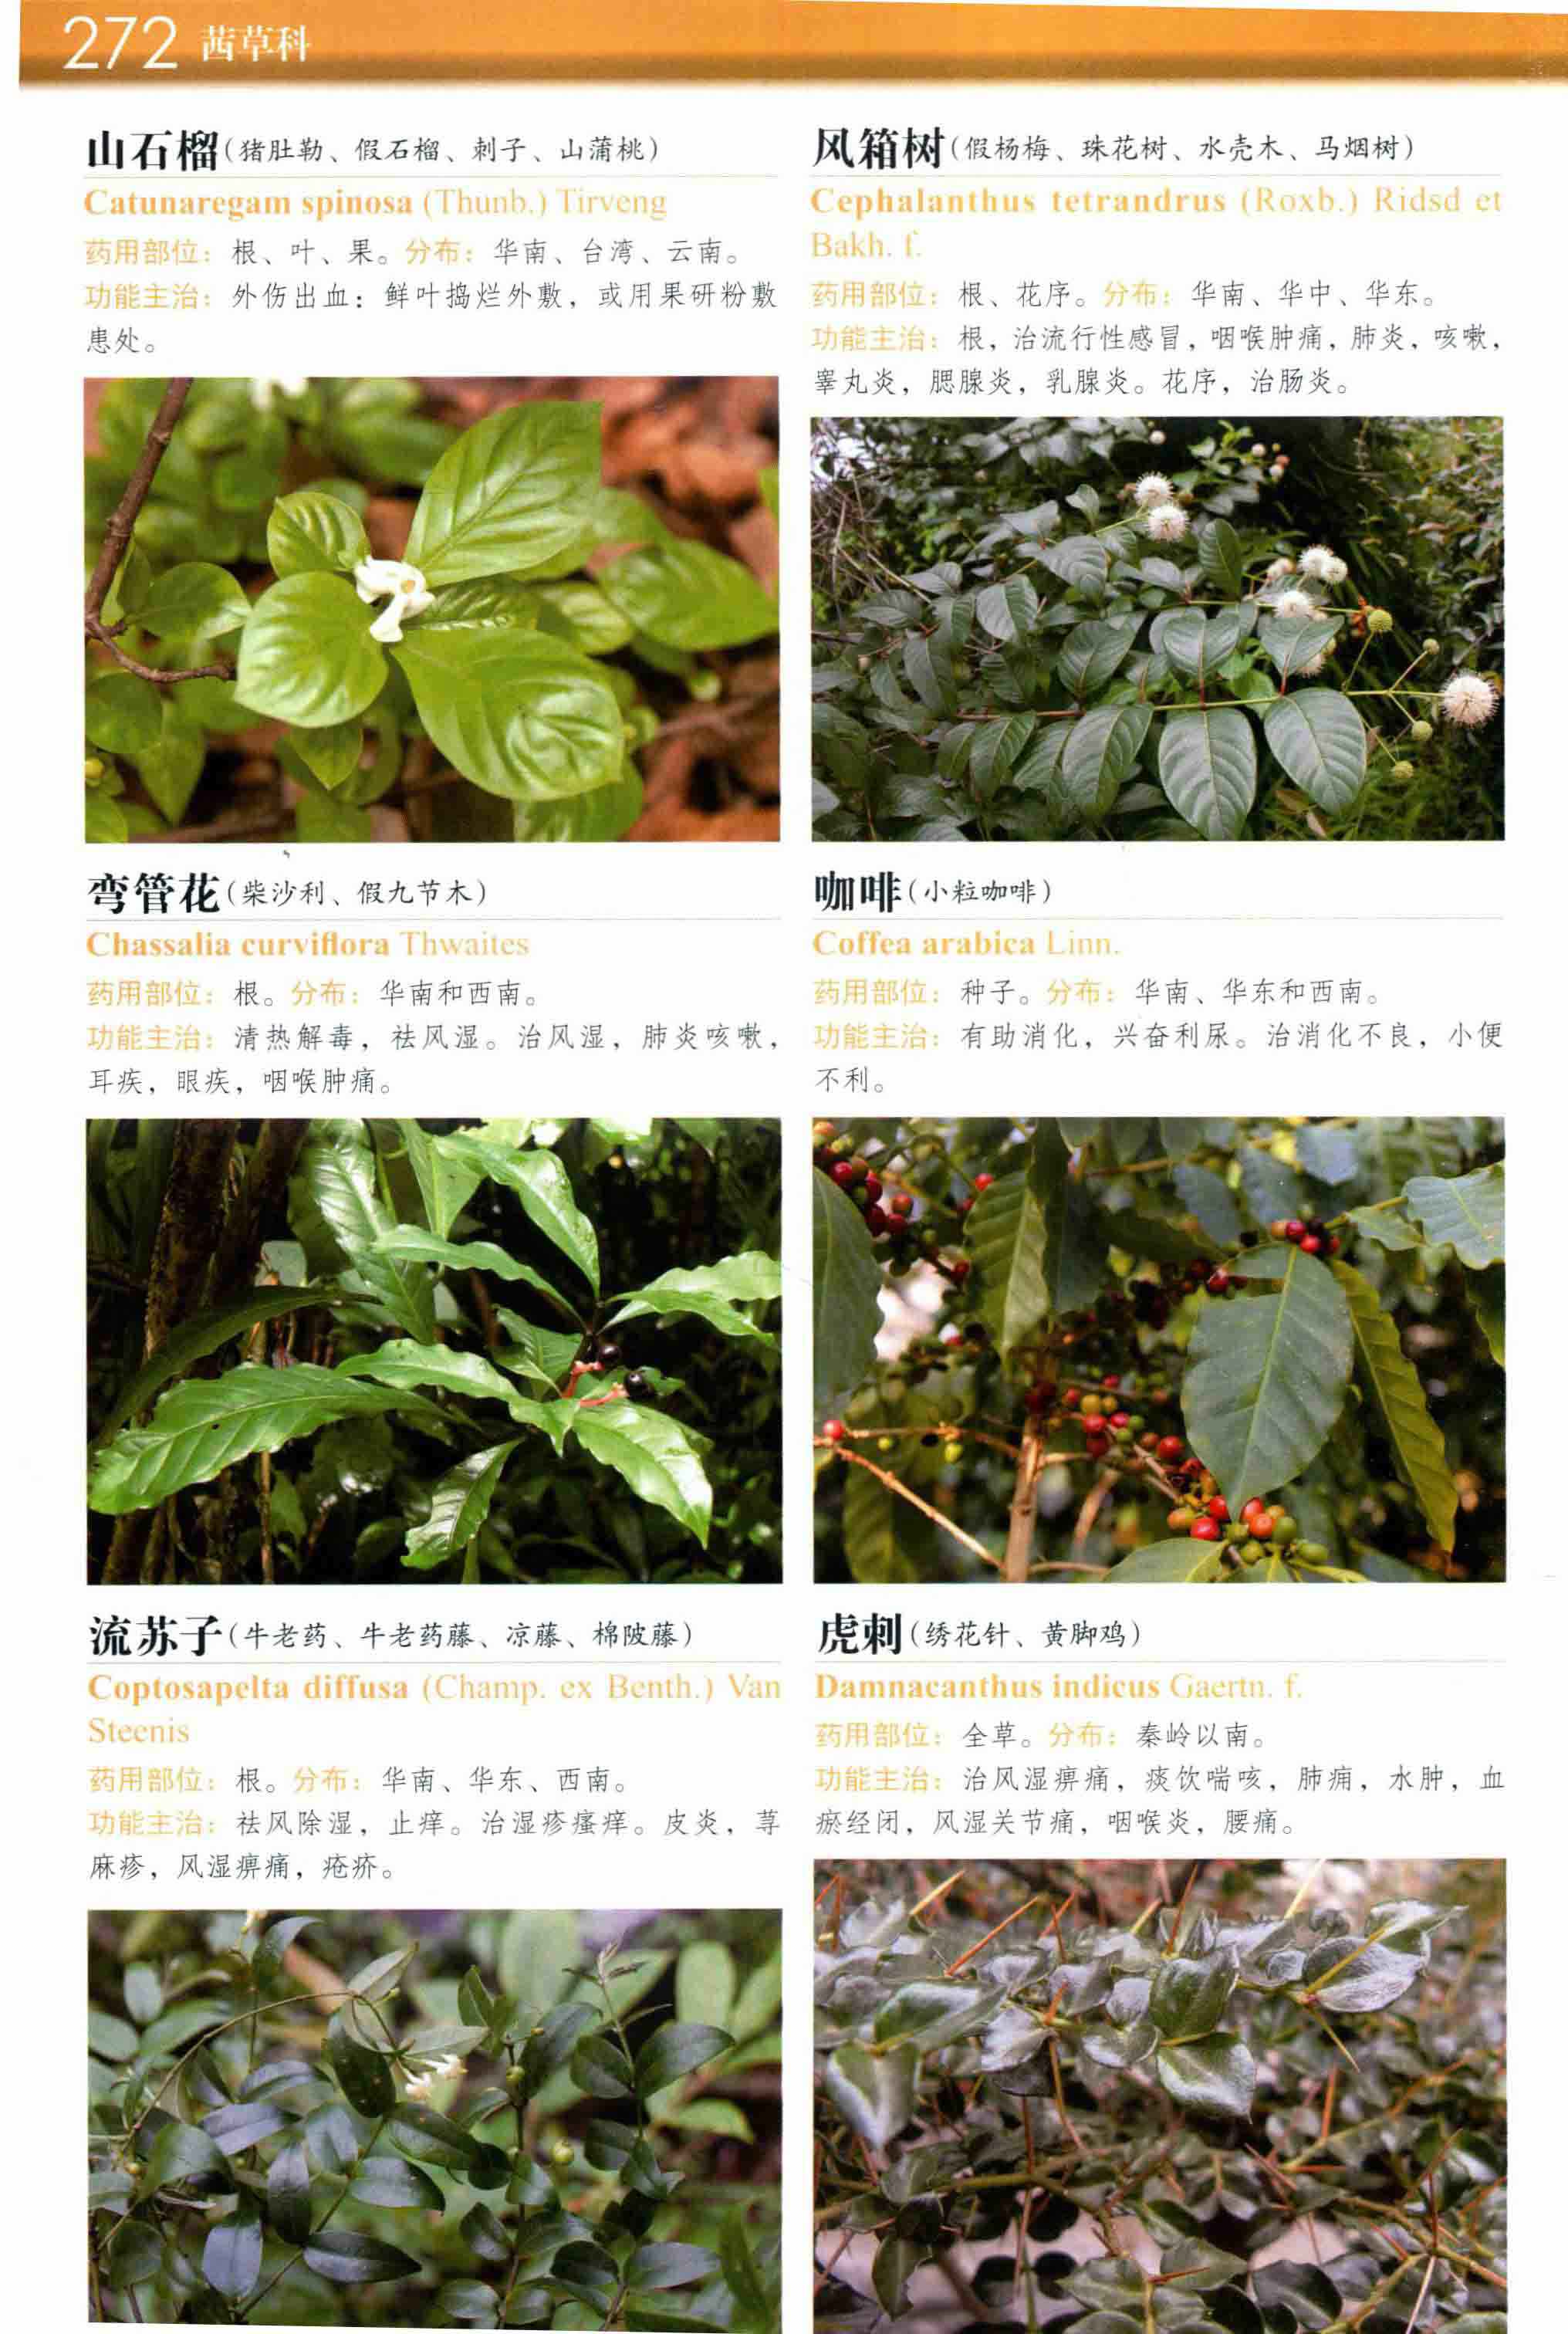 272 茜草科
山石榴(猪肚勒、假石榴、刺子、山蒲桃)
Catunaregam spinosa (Thunb.) Tirveng
药用部位：根、叶、果。分布：华南、台湾、云南。
功能主治：外伤出血：鲜叶捣烂外敷，或用果研粉敷
患处。
弯管花(柴沙利、假九节木)
Chassalia curviflora Thwaites
药用部位：根。分布：华南和西南。
功能主治：清热解毒，祛风湿。治风湿，肺炎咳嗽，
耳疾，眼疾，咽喉肿痛。
流苏子(牛老药、牛老药藤、凉藤、棉陂藤)
Coptosapelta diffusa (Champ. ex Benth.) Van
Steenis
药用部位：根。分布：华南、华东、西南。
功能主治：祛风除湿，止痒。治湿疹瘙痒。皮炎，荨
麻疹，风湿痹痛，疮疥。
风箱树(假杨梅、珠花树、水壳木、马烟树)
Cephalanthus tetrandrus (Roxb.) Ridsd et
Bakh. f.
药用部位：根、花序。分布：华南、华中、华东。
功能主治：根，治流行性感冒，咽喉肿痛，肺炎，咳嗽，
睾丸炎，腮腺炎，乳腺炎。花序，治肠炎。
咖啡(小粒咖啡)
Coffea arabica Linn.
药用部位：种子。分布：华南、华东和西南。
功能主治：有助消化，兴奋利尿。治消化不良，小便
不利。
虎刺(绣花针、黄脚鸡)
Damnacanthus indicus Gaertn. f.
药用部位：全草。分布：秦岭以南。
功能主治：治风湿痹痛，痰饮喘咳，肺痈，水肿，血
瘀经闭，风湿关节痛，咽喉炎，腰痛。